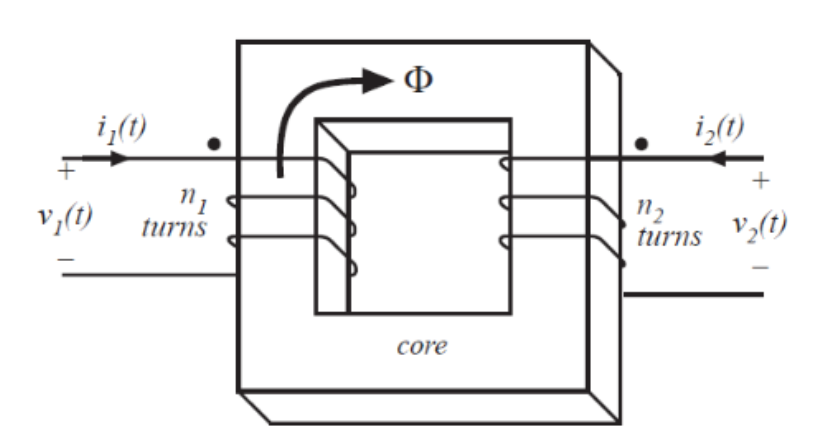 Φ
i₁(t)
i₂(t)
+
+
n₁
turns
v₁(t)
n₂
turns
v₂(t)
−
−
core